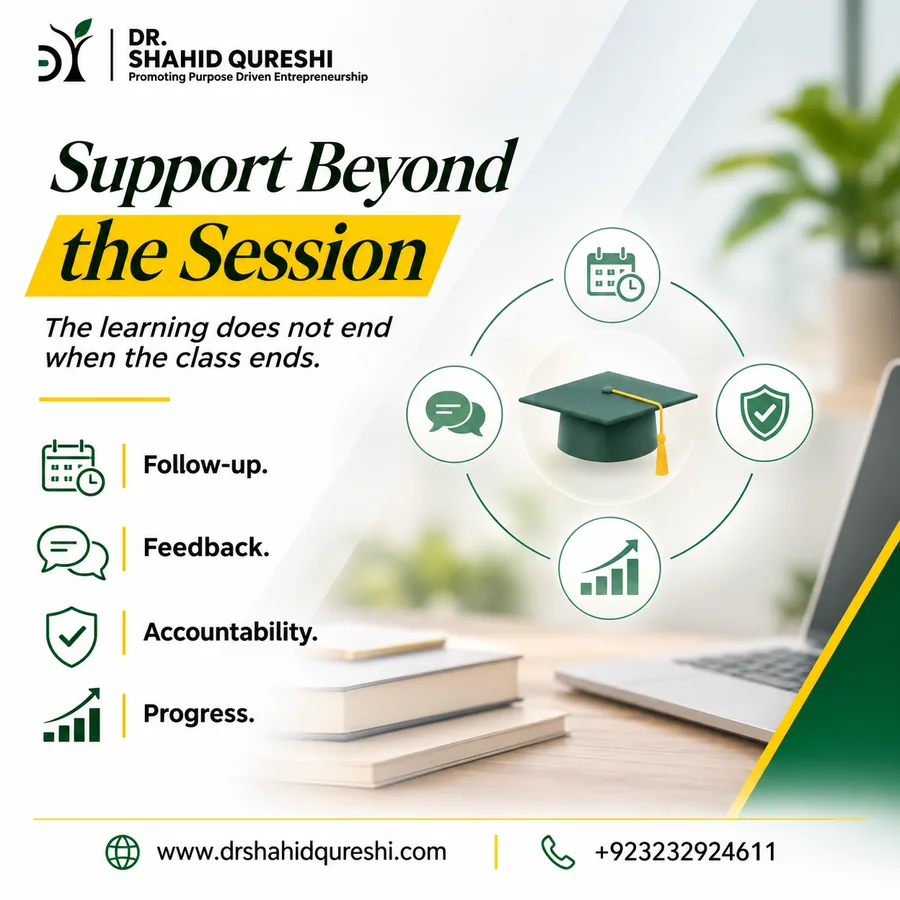 DR.
SHAHID QURESHI
Promoting Purpose Driven Entrepreneurship
Support Beyond
the Session
The learning does not end
when the class ends.
Follow-up.
Feedback.
Accountability.
Progress.
www.drshahidqureshi.com
+923232924611